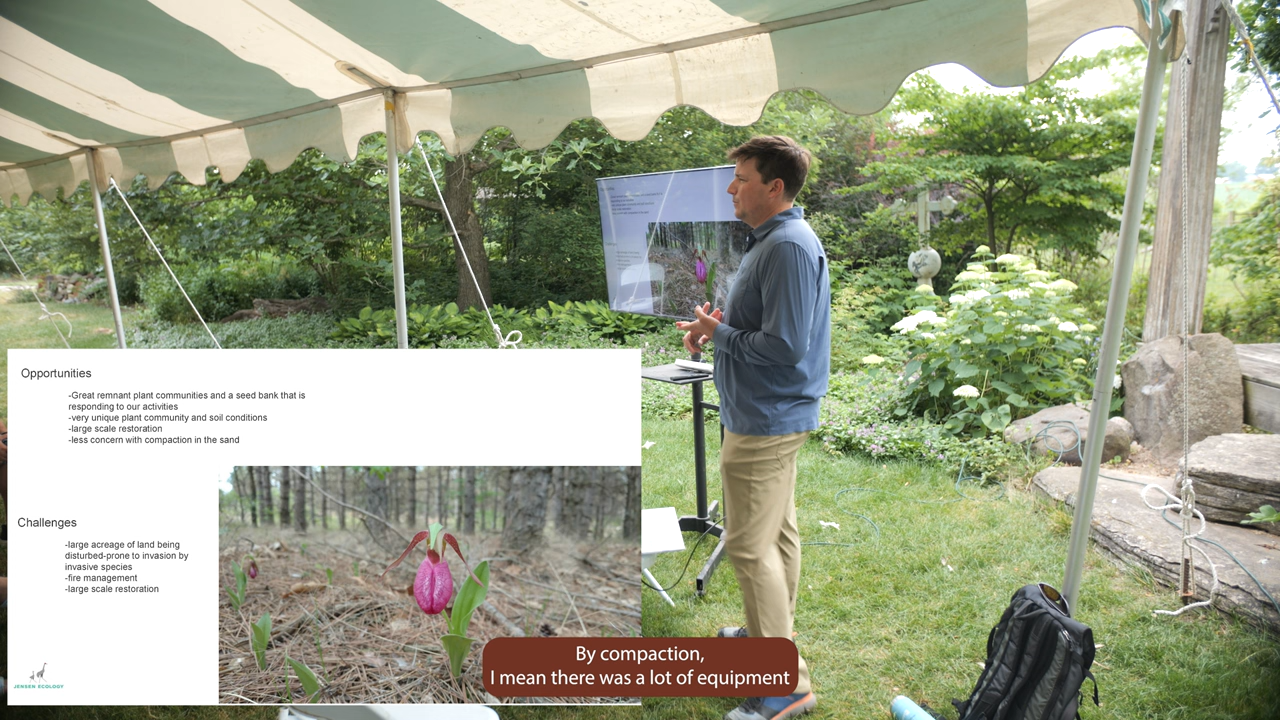 Opportunities
-Great remnant plant communities and a seed bank that is
responding to our activities
-very unique plant community and soil conditions
-large scale restoration
-less concern with compaction in the sand
Challenges
-large acreage of land being
disturbed-prone to invasion by
invasive species
-fire management
-large scale restoration
JENSEN ECOLOGY
By compaction,
I mean there was a lot of equipment